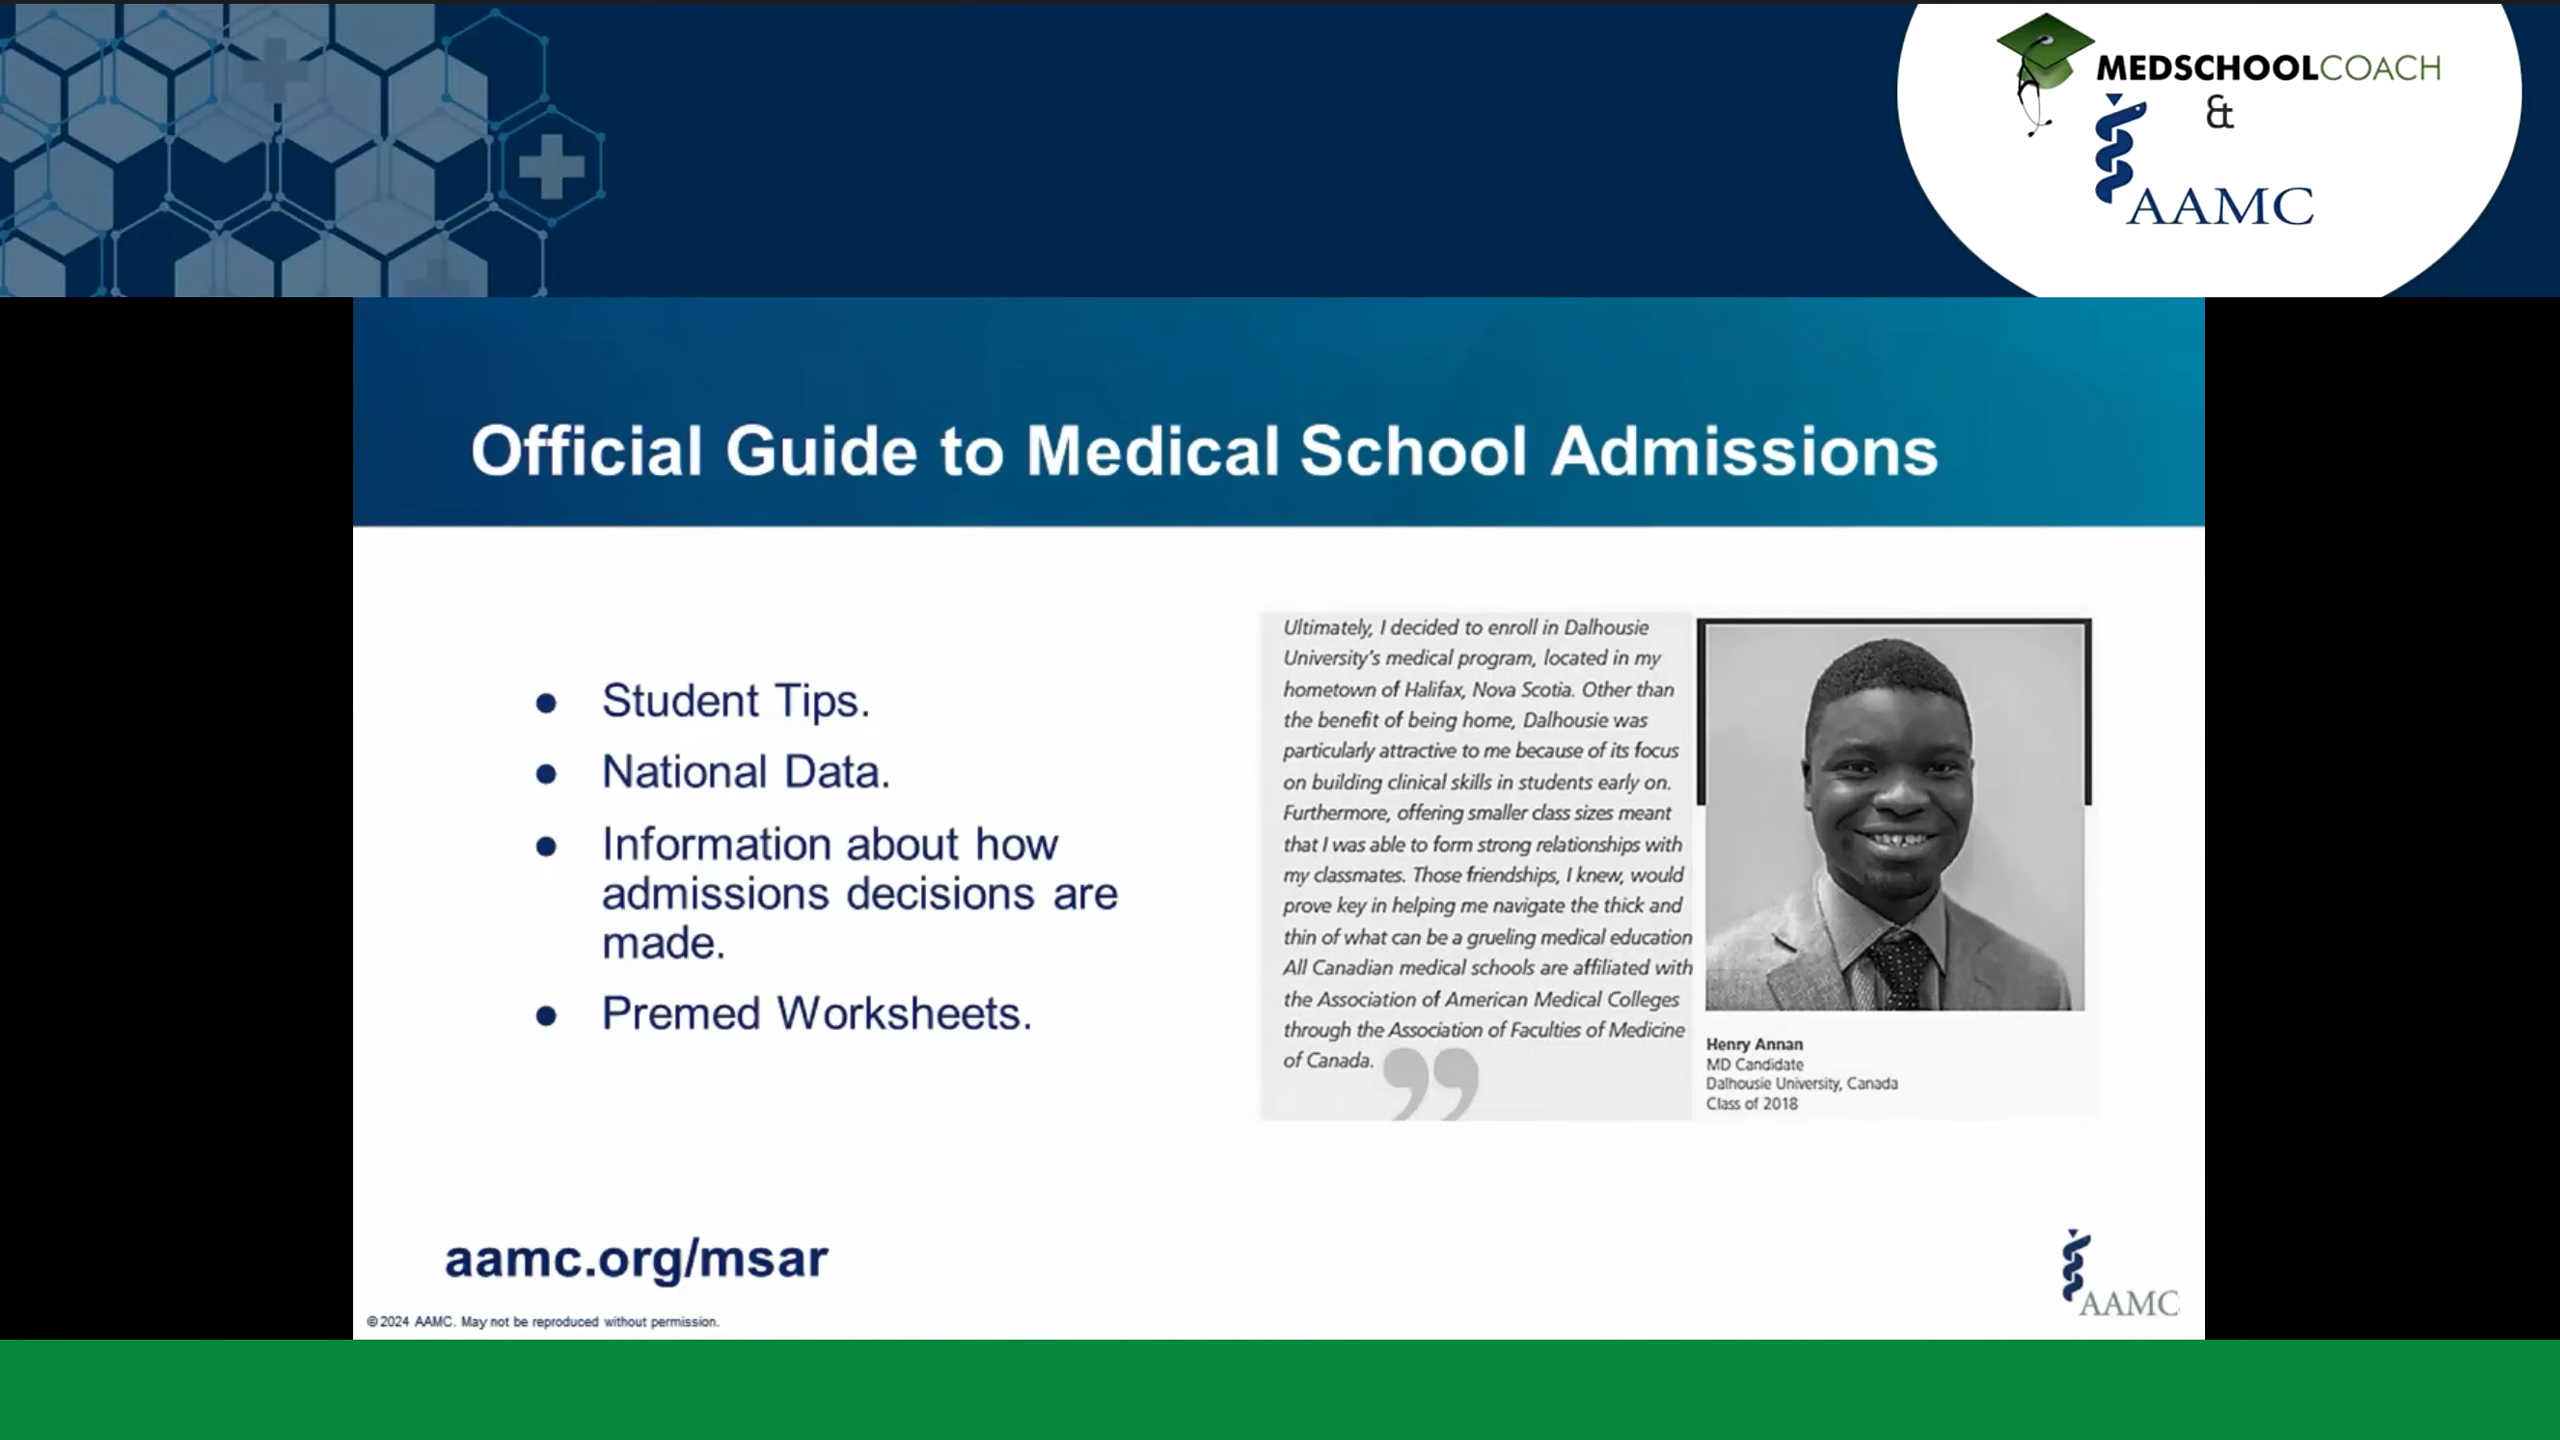 MEDSCHOOLCOACH
&
AAMC
Official Guide to Medical School Admissions
● Student Tips.
● National Data.
● Information about how
admissions decisions are
made.
● Premed Worksheets.
Ultimately, I decided to enroll in Dalhousie
University's medical program, located in my
hometown of Halifax, Nova Scotia. Other than
the benefit of being home, Dalhousie was
particularly attractive to me because of its focus
on building clinical skills in students early on.
Furthermore, offering smaller class sizes meant
that I was able to form strong relationships with
my classmates. Those friendships, I knew, would
prove key in helping me navigate the thick and
thin of what can be a grueling medical education
All Canadian medical schools are affiliated with
the Association of American Medical Colleges
through the Association of Faculties of Medicine
of Canada.
”
Henry Annan
MD Candidate
Dalhousie University, Canada
Class of 2018
aamc.org/msar
AAMC
©2024 AAMC. May not be reproduced without permission.